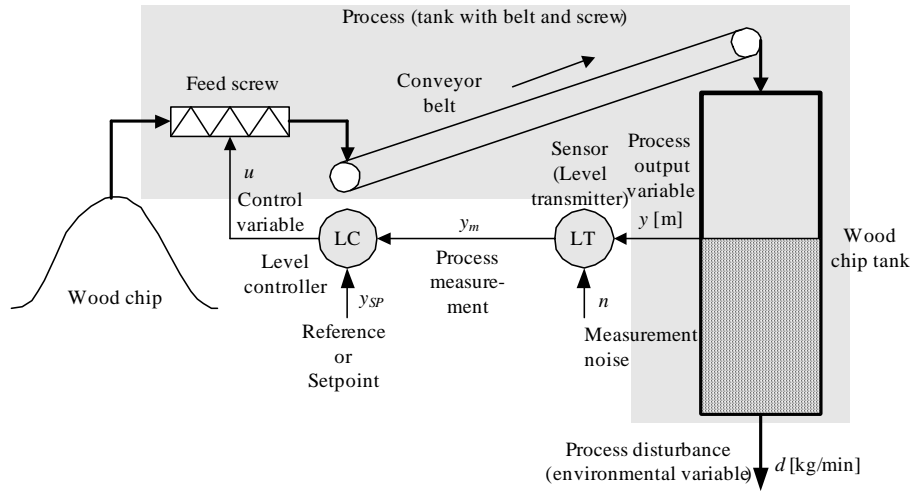 Process (tank with belt and screw)
Feed screw
Conveyor
belt
Process
output
variable
y [m]
Sensor
(Level
transmitter)
u
Control
variable
LC
Level
controller
y_m
Process
measure-
ment
LT
Wood
chip tank
Wood chip
y_SP
Reference
or
Setpoint
n
Measurement
noise
Process disturbance
(environmental variable)
d [kg/min]